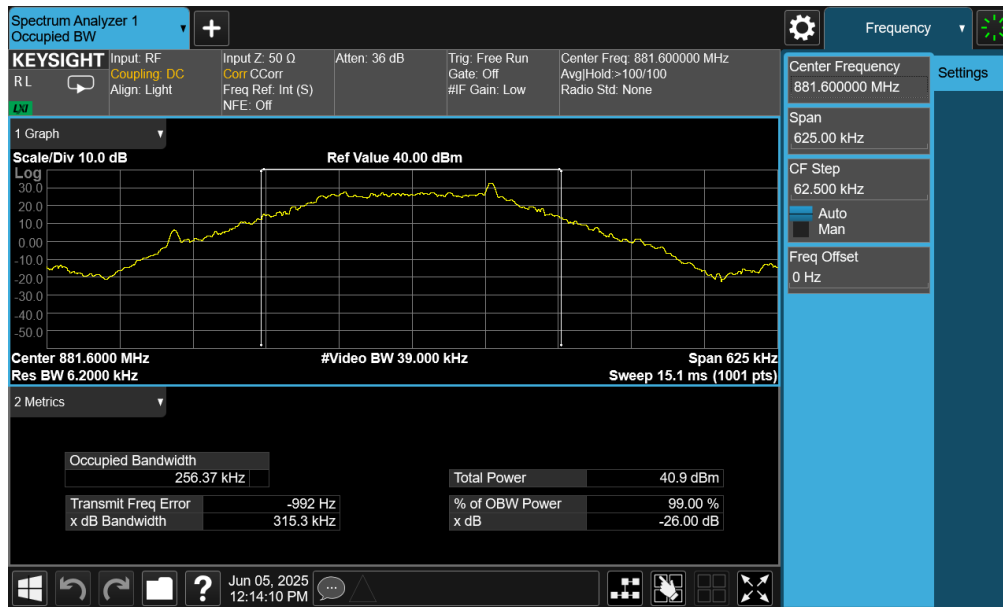 Spectrum Analyzer 1
Occupied BW
+
Frequency
KEYSIGHT
R L
LXI
Input: RF
Coupling: DC
Align: Light
Input Z: 50 Ω
Corr CCorr
Freq Ref: Int (S)
NFE: Off
Atten: 36 dB
Trig: Free Run
Gate: Off
#IF Gain: Low
Center Freq: 881.600000 MHz
Avg|Hold:>100/100
Radio Std: None
Center Frequency
881.600000 MHz
Settings
Span
625.00 kHz
CF Step
62.500 kHz
Auto
Man
Freq Offset
0 Hz
1 Graph
Scale/Div 10.0 dB
Ref Value 40.00 dBm
Log
30.0
20.0
10.0
0.00
-10.0
-20.0
-30.0
-40.0
-50.0
Center 881.6000 MHz
#Video BW 39.000 kHz
Span 625 kHz
Res BW 6.2000 kHz
Sweep 15.1 ms (1001 pts)
2 Metrics
Occupied Bandwidth
256.37 kHz
Total Power 40.9 dBm
Transmit Freq Error -992 Hz
% of OBW Power 99.00 %
x dB Bandwidth 315.3 kHz
x dB -26.00 dB
?
Jun 05, 2025
12:14:10 PM